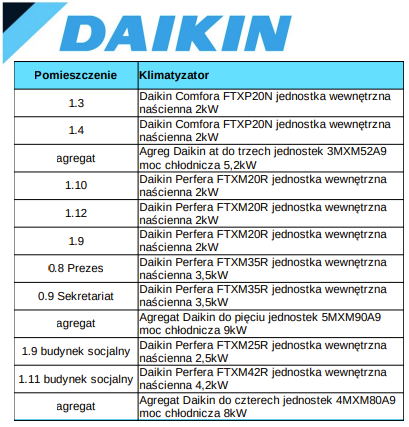 DAIKIN
Pomieszczenie Klimatyzator
1.3 Daikin Comfora FTXP20N jednostka wewnętrzna
naścienna 2kW
1.4 Daikin Comfora FTXP20N jednostka wewnętrzna
naścienna 2kW
agregat Agreg Daikin at do trzech jednostek 3MXM52A9
moc chłodnicza 5,2kW
1.10 Daikin Perfera FTXM20R jednostka wewnętrzna
naścienna 2kW
1.12 Daikin Perfera FTXM20R jednostka wewnętrzna
naścienna 2kW
1.9 Daikin Perfera FTXM20R jednostka wewnętrzna
naścienna 2kW
0.8 Prezes Daikin Perfera FTXM35R jednostka wewnętrzna
naścienna 3,5kW
0.9 Sekretariat Daikin Perfera FTXM35R jednostka wewnętrzna
naścienna 3,5kW
agregat Agregat Daikin do pięciu jednostek 5MXM90A9
moc chłodnicza 9kW
1.9 budynek socjalny Daikin Perfera FTXM25R jednostka wewnętrzna
naścienna 2,5kW
1.11 budynek socjalny Daikin Perfera FTXM42R jednostka wewnętrzna
naścienna 4,2kW
agregat Agregat Daikin do czterech jednostek 4MXM80A9
moc chłodnicza 8kW